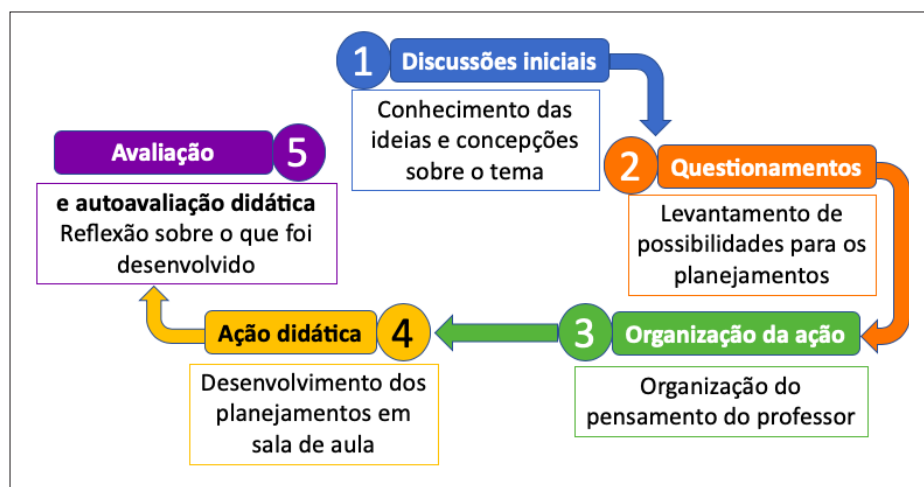 1 Discussões iniciais
Conhecimento das
ideias e concepções
sobre o tema
2 Questionamentos
Levantamento de
possibilidades para os
planejamentos
3 Organização da ação
Organização do
pensamento do professor
Ação didática 4
Desenvolvimento dos
planejamentos em
sala de aula
Avaliação 5
e autoavaliação didática
Reflexão sobre o que foi
desenvolvido